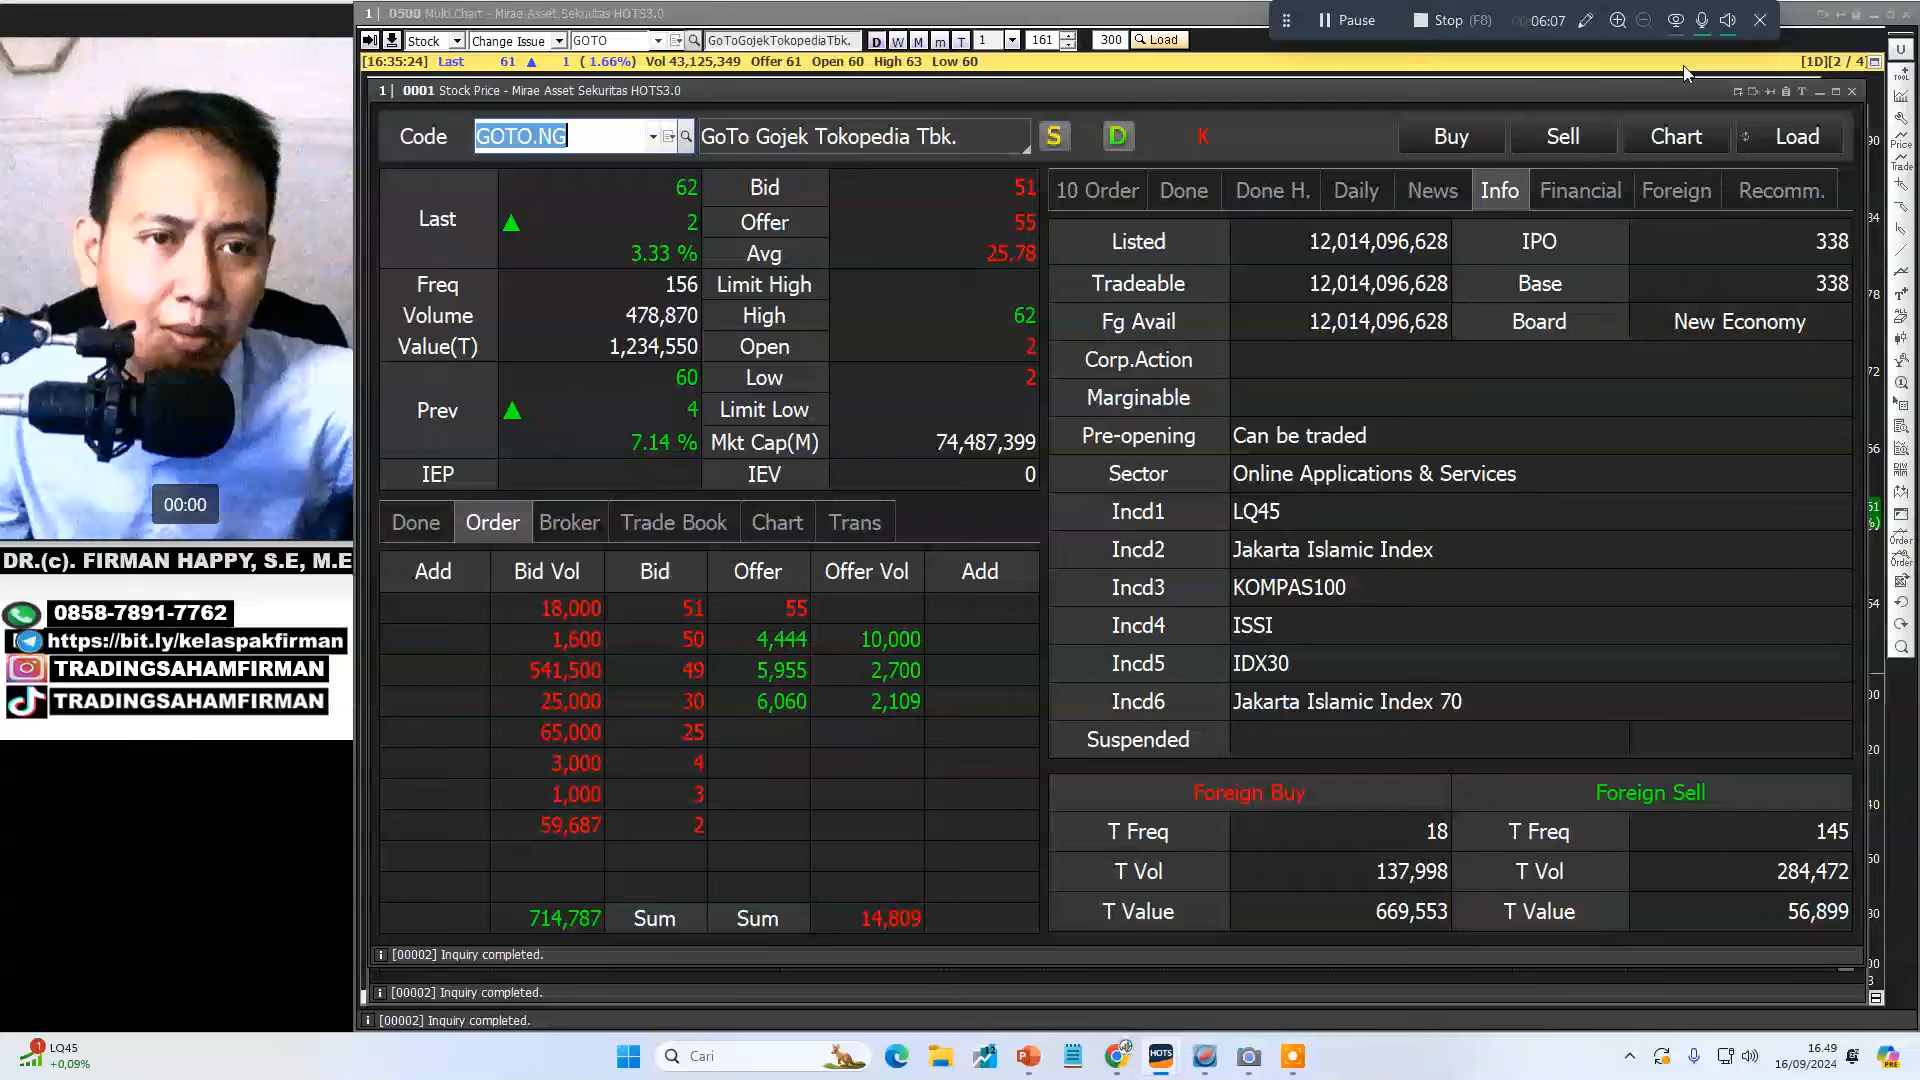 1 0500 Multi Chart - Mirae Asset Sekuritas HOTS3.0
Pause Stop (F8) 00:06:07
Stock Change Issue GOTO GoToGojekTokopediaTbk. D W M m T 1 161 300 Load
[16:35:24] Last 61 ▲ 1 ( 1.66%) Vol 43,125,349 Offer 61 Open 60 High 63 Low 60 [1D][2 / 4]
1 0001 Stock Price - Mirae Asset Sekuritas HOTS3.0
Code GOTO.NG GoTo Gojek Tokopedia Tbk. S D K Buy Sell Chart Load
10 Order Done Done H. Daily News Info Financial Foreign Recomm.
Last 62 Bid 51
▲ 2 Offer 55
3.33 % Avg 25.78
Freq 156 Limit High
Volume 478,870 High 62
Value(T) 1,234,550 Open 2
Prev 60 Low 2
▲ 4 Limit Low
7.14 % Mkt Cap(M) 74,487,399
IEP IEV 0
Listed 12,014,096,628 IPO 338
Tradeable 12,014,096,628 Base 338
Fg Avail 12,014,096,628 Board New Economy
Corp.Action
Marginable
Pre-opening Can be traded
Sector Online Applications & Services
Incd1 LQ45
Incd2 Jakarta Islamic Index
Incd3 KOMPAS100
Incd4 ISSI
Incd5 IDX30
Incd6 Jakarta Islamic Index 70
Suspended
Done Order Broker Trade Book Chart Trans
Add Bid Vol Bid Offer Offer Vol Add
18,000 51 55
1,600 50 4,444 10,000
541,500 49 5,955 2,700
25,000 30 6,060 2,109
65,000 25
3,000 4
1,000 3
59,687 2
714,787 Sum Sum 14,809
Foreign Buy Foreign Sell
T Freq 18 T Freq 145
T Vol 137,998 T Vol 284,472
T Value 669,553 T Value 56,899
[00002] Inquiry completed.
[00002] Inquiry completed.
[00002] Inquiry completed.
00:00
DR.(c). FIRMAN HAPPY, S.E, M.E
0858-7891-7762
https://bit.ly/kelaspakfirman
TRADINGSAHAMFIRMAN
TRADINGSAHAMFIRMAN
U
TOOL
Price
Trade
Order
Order
1 LQ45
+0,09%
Cari
HOTS
16.49
16/09/2024
PRE